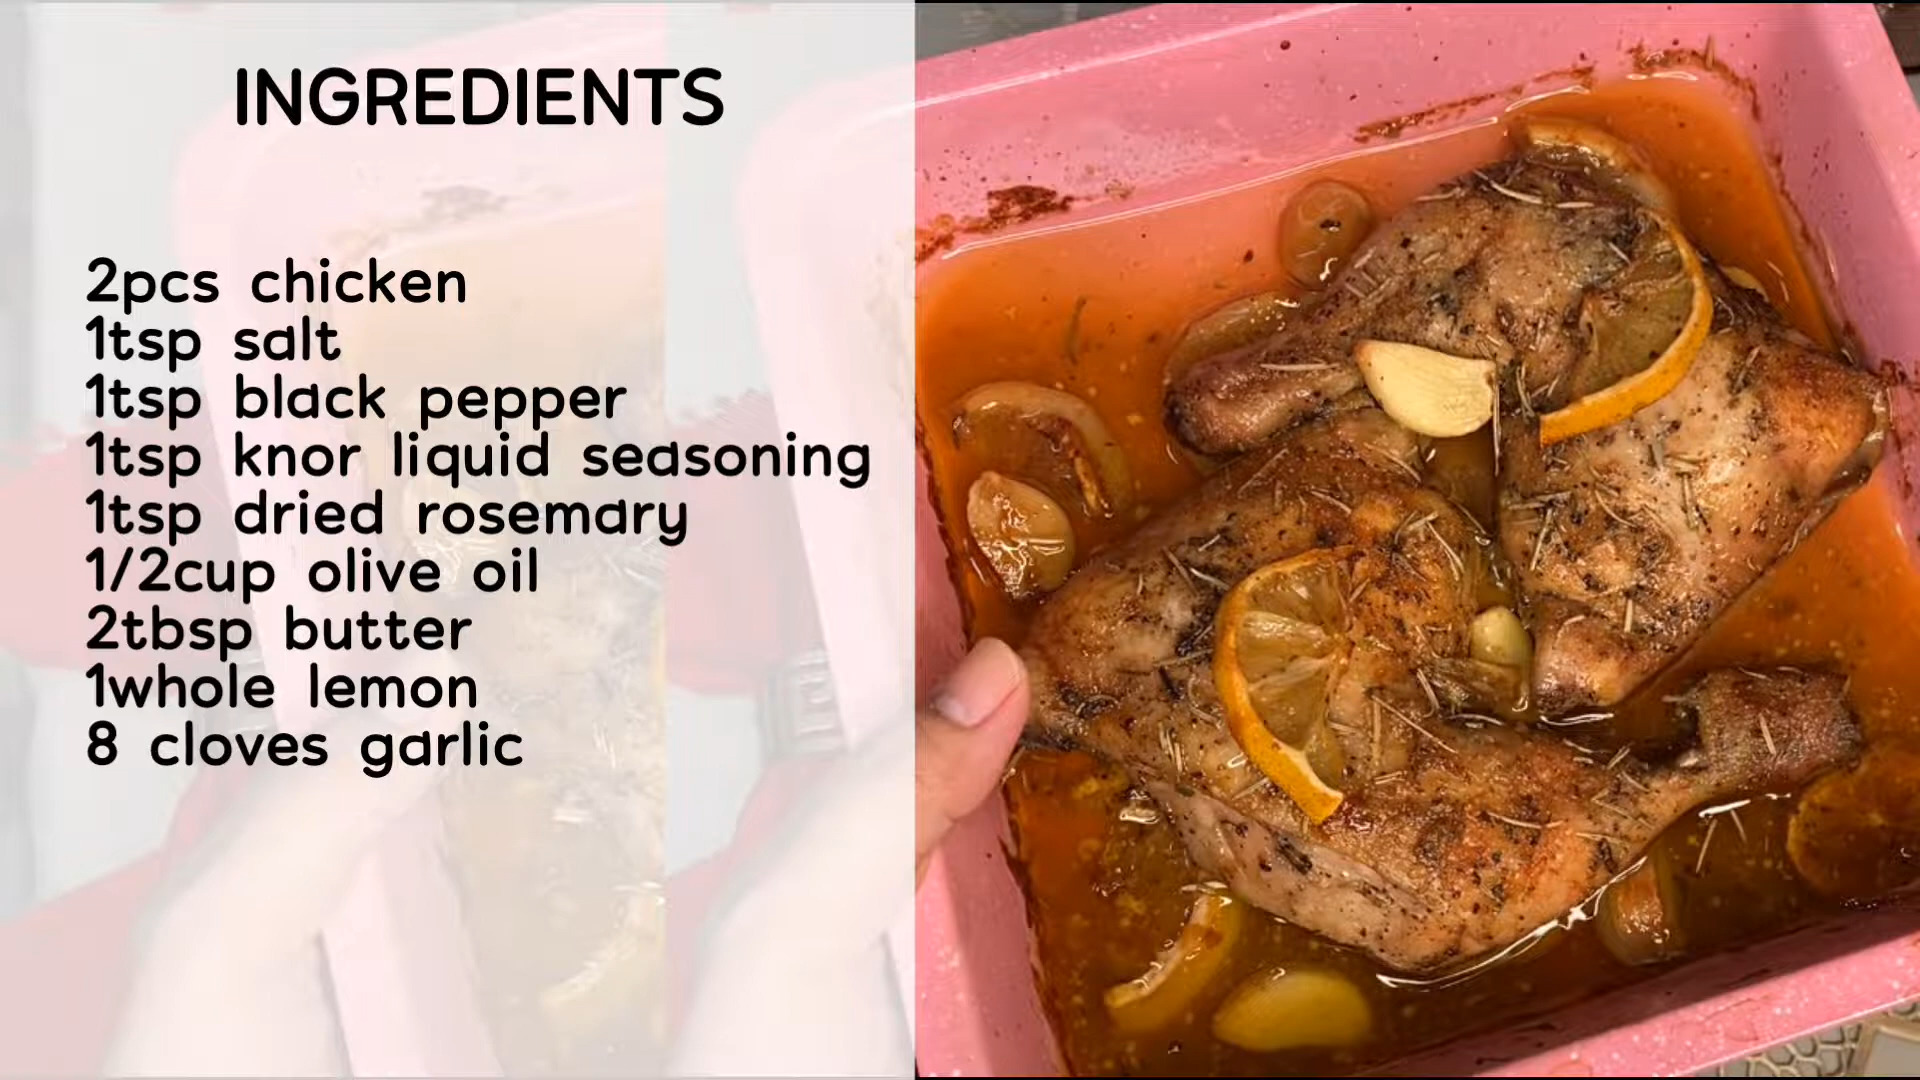 INGREDIENTS
2pcs chicken
1tsp salt
1tsp black pepper
1tsp knor liquid seasoning
1tsp dried rosemary
1/2cup olive oil
2tbsp butter
1whole lemon
8 cloves garlic